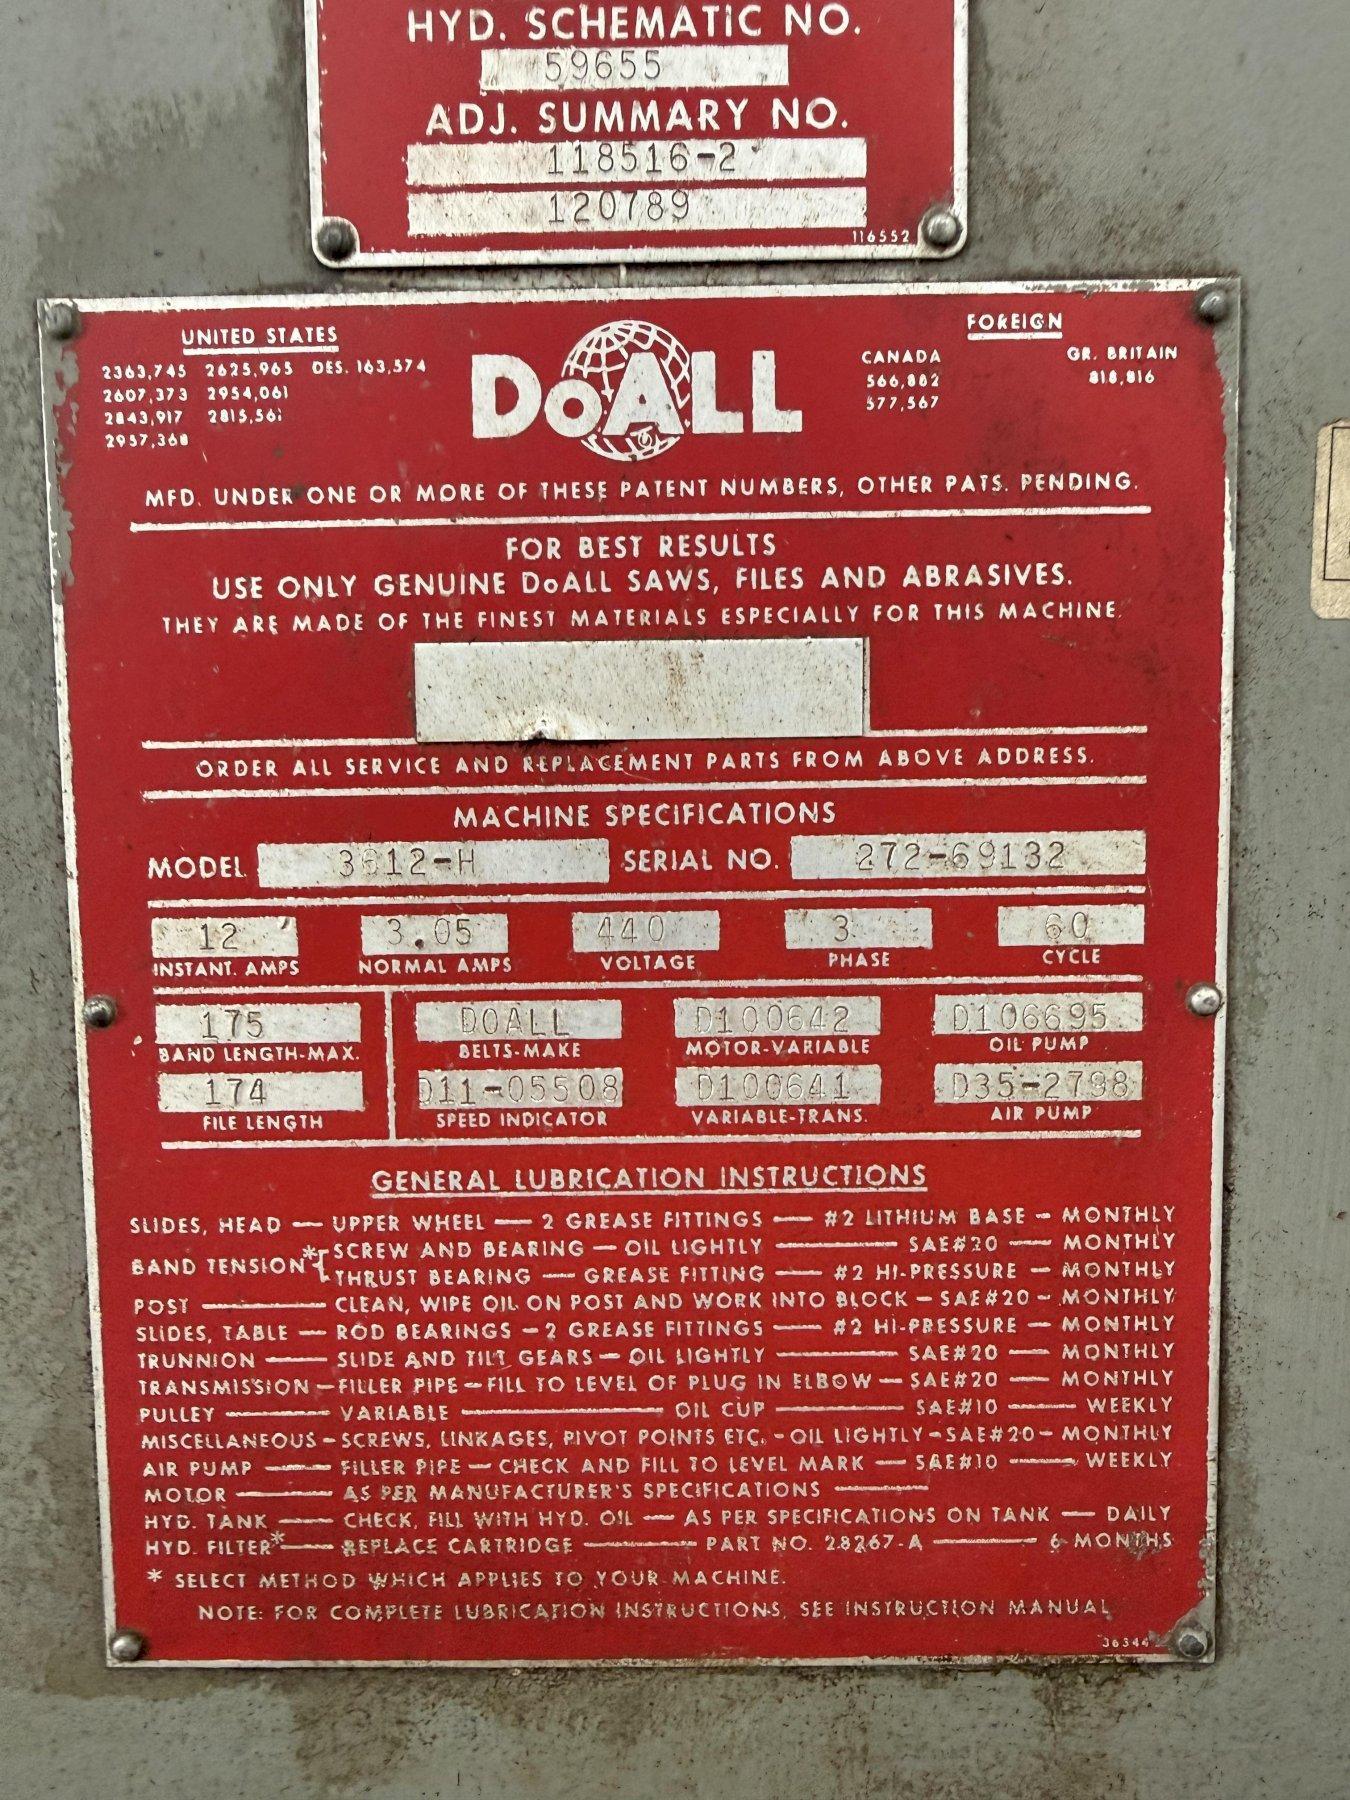 HYD. SCHEMATIC NO.
59655
ADJ. SUMMARY NO.
118516-2
120789
116552
UNITED STATES
FOREIGN
2363,745 2625,965 DES. 163,574
2607,373 2954,061
2843,917 2815,561
2957,368
DoALL
CANADA
566,882
577,567
GR. BRITAIN
818,816
MFD. UNDER ONE OR MORE OF THESE PATENT NUMBERS, OTHER PATS. PENDING.
FOR BEST RESULTS
USE ONLY GENUINE DoALL SAWS, FILES AND ABRASIVES.
THEY ARE MADE OF THE FINEST MATERIALS ESPECIALLY FOR THIS MACHINE.
ORDER ALL SERVICE AND REPLACEMENT PARTS FROM ABOVE ADDRESS.
MACHINE SPECIFICATIONS
MODEL 3612-H SERIAL NO. 272-69132
12 3.05 440 3 60
INSTANT. AMPS NORMAL AMPS VOLTAGE PHASE CYCLE
175 DOALL D100642 D106695
BAND LENGTH-MAX. BELTS-MAKE MOTOR-VARIABLE OIL PUMP
174 D11-05508 D100641 D35-2798
FILE LENGTH SPEED INDICATOR VARIABLE-TRANS. AIR PUMP
GENERAL LUBRICATION INSTRUCTIONS
SLIDES, HEAD — UPPER WHEEL — 2 GREASE FITTINGS — #2 LITHIUM BASE - MONTHLY
BAND TENSION* SCREW AND BEARING — OIL LIGHTLY — SAE#20 — MONTHLY
THRUST BEARING — GREASE FITTING — #2 HI-PRESSURE — MONTHLY
POST — CLEAN, WIPE OIL ON POST AND WORK INTO BLOCK — SAE#20 - MONTHLY
SLIDES, TABLE — ROD BEARINGS - 2 GREASE FITTINGS — #2 HI-PRESSURE — MONTHLY
TRUNNION — SLIDE AND TILT GEARS — OIL LIGHTLY — SAE#20 — MONTHLY
TRANSMISSION — FILLER PIPE — FILL TO LEVEL OF PLUG IN ELBOW — SAE#20 — MONTHLY
PULLEY — VARIABLE — OIL CUP — SAE#10 — WEEKLY
MISCELLANEOUS - SCREWS, LINKAGES, PIVOT POINTS ETC. - OIL LIGHTLY - SAE#20 - MONTHLY
AIR PUMP — FILLER PIPE — CHECK AND FILL TO LEVEL MARK — SAE#10 — WEEKLY
MOTOR — AS PER MANUFACTURER'S SPECIFICATIONS —
HYD. TANK — CHECK, FILL WITH HYD. OIL — AS PER SPECIFICATIONS ON TANK — DAILY
HYD. FILTER* — REPLACE CARTRIDGE — PART NO. 28267-A — 6 MONTHS
* SELECT METHOD WHICH APPLIES TO YOUR MACHINE.
NOTE: FOR COMPLETE LUBRICATION INSTRUCTIONS, SEE INSTRUCTION MANUAL
36344